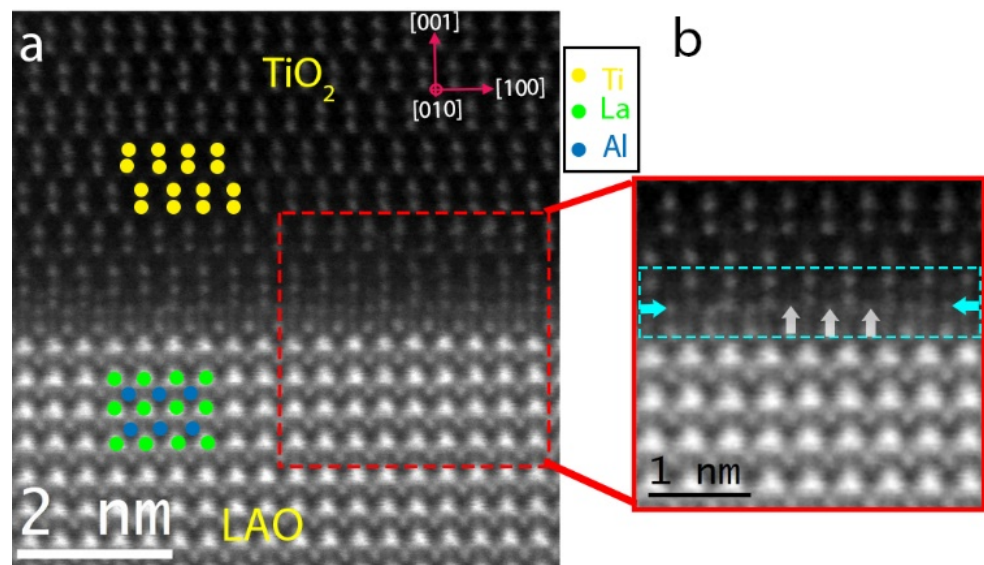 a
TiO2
[001]
[100]
[010]
Ti
La
Al
2 nm
LAO
b
1 nm